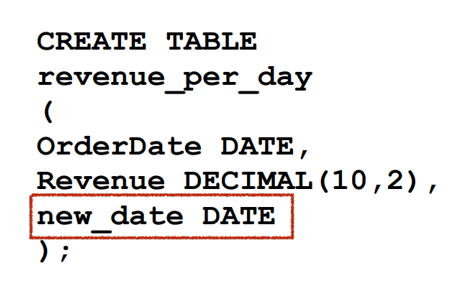 CREATE TABLE
revenue_per_day
(
OrderDate DATE,
Revenue DECIMAL(10,2),
new_date DATE
);